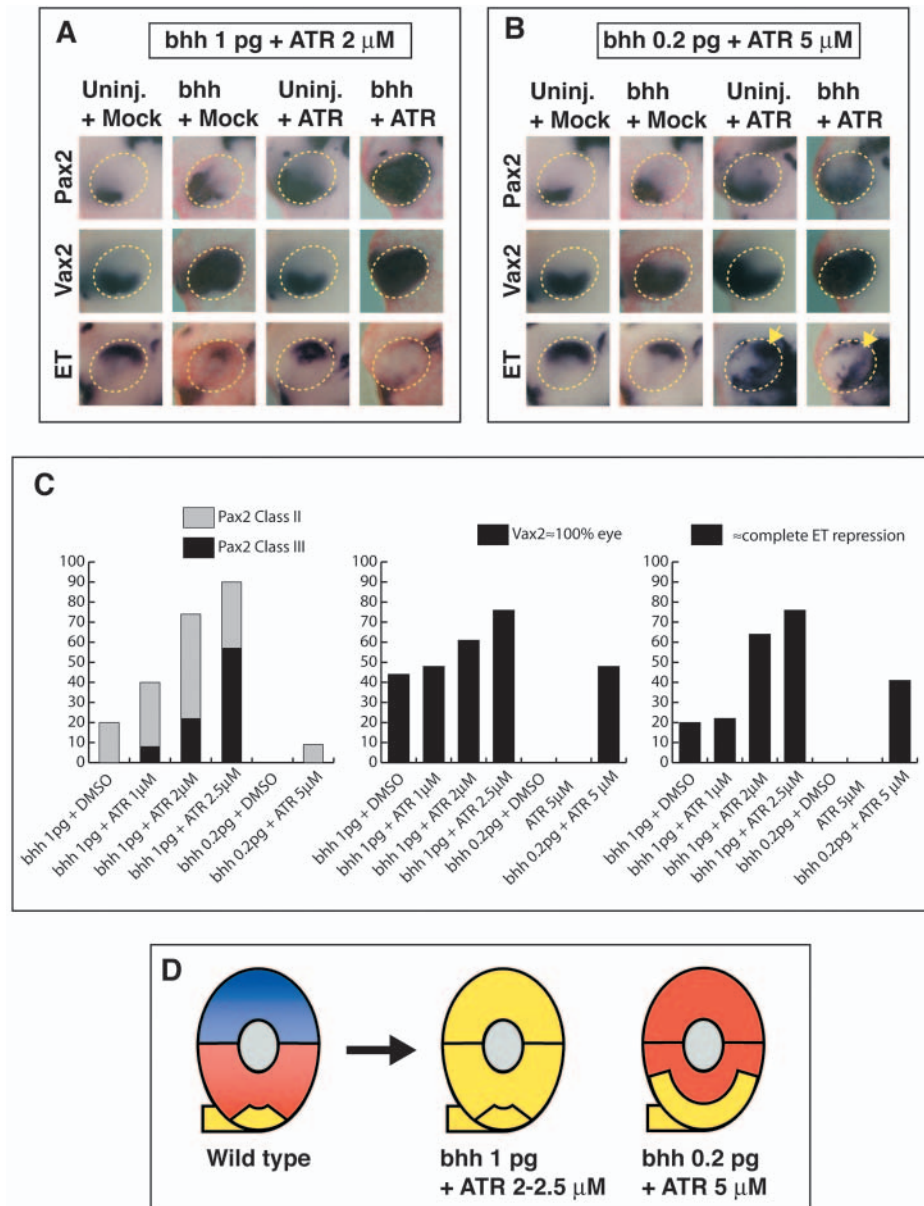 A
bhh 1 pg + ATR 2 μM
Uninj. + Mock
bhh + Mock
Uninj. + ATR
bhh + ATR
Pax2
Vax2
ET
B
bhh 0.2 pg + ATR 5 μM
Uninj. + Mock
bhh + Mock
Uninj. + ATR
bhh + ATR
Pax2
Vax2
ET
C
Pax2 Class II
Pax2 Class III
100
90
80
70
60
50
40
30
20
10
0
bhh 1pg + DMSO
bhh 1pg + ATR 1μM
bhh 1pg + ATR 2μM
bhh 1pg + ATR 2.5μM
bhh 0.2pg + DMSO
bhh 0.2pg + ATR 5μM
Vax2≈100% eye
100
90
80
70
60
50
40
30
20
10
0
bhh 1pg + DMSO
bhh 1pg + ATR 1μM
bhh 1pg + ATR 2μM
bhh 1pg + ATR 2.5μM
bhh 0.2pg + DMSO
ATR 5μM
bhh 0.2pg + ATR 5 μM
≈complete ET repression
100
90
80
70
60
50
40
30
20
10
0
bhh 1pg + DMSO
bhh 1pg + ATR 1μM
bhh 1pg + ATR 2μM
bhh 1pg + ATR 2.5μM
bhh 0.2pg + DMSO
ATR 5μM
bhh 0.2pg + ATR 5 μM
D
Wild type
bhh 1 pg
+ ATR 2-2.5 μM
bhh 0.2 pg
+ ATR 5 μM